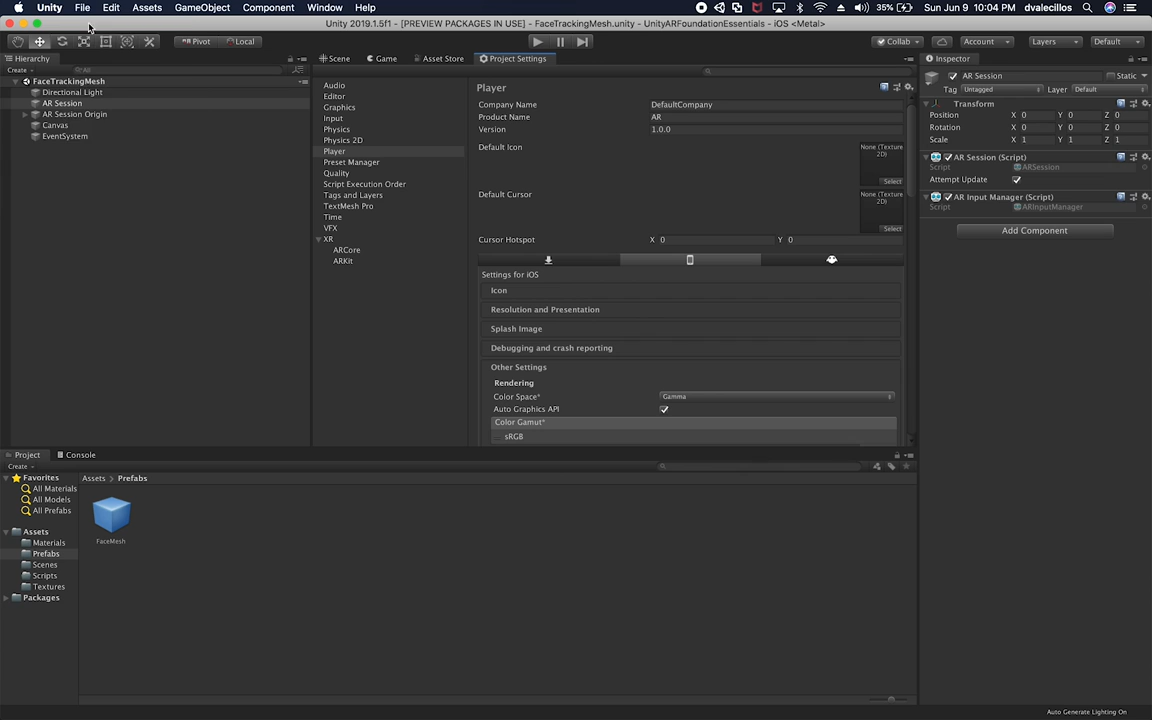 Unity File Edit Assets GameObject Component Window Help 35% Sun Jun 9 10:04 PM dvalecillos
Unity 2019.1.5f1 - [PREVIEW PACKAGES IN USE] - FaceTrackingMesh.unity - UnityARFoundationEssentials - iOS <Metal>
Pivot Local Collab Account Layers Default
Hierarchy
Create All
FaceTrackingMesh
Directional Light
AR Session
AR Session Origin
Canvas
EventSystem
Scene Game Asset Store Project Settings
Audio
Editor
Graphics
Input
Physics
Physics 2D
Player
Preset Manager
Quality
Script Execution Order
Tags and Layers
TextMesh Pro
Time
VFX
XR
ARCore
ARKit
Player
Company Name DefaultCompany
Product Name AR
Version 1.0.0
Default Icon None (Texture 2D)
Select
Default Cursor None (Texture 2D)
Select
Cursor Hotspot X 0 Y 0
Settings for iOS
Icon
Resolution and Presentation
Splash Image
Debugging and crash reporting
Other Settings
Rendering
Color Space* Gamma
Auto Graphics API
Color Gamut*
sRGB
Inspector
AR Session Static
Tag Untagged Layer Default
Transform
Position X 0 Y 0 Z 0
Rotation X 0 Y 0 Z 0
Scale X 1 Y 1 Z 1
AR Session (Script)
Script ARSession
Attempt Update
AR Input Manager (Script)
Script ARInputManager
Add Component
Project Console
Create
Favorites
All Materials
All Models
All Prefabs
Assets
Materials
Prefabs
Scenes
Scripts
Textures
Packages
Assets > Prefabs
FaceMesh
Auto Generate Lighting On